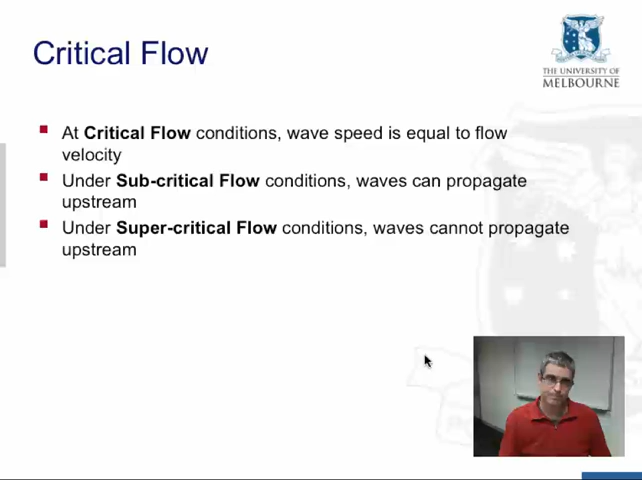 Critical Flow
THE UNIVERSITY OF
MELBOURNE
At Critical Flow conditions, wave speed is equal to flow
velocity
Under Sub-critical Flow conditions, waves can propagate
upstream
Under Super-critical Flow conditions, waves cannot propagate
upstream